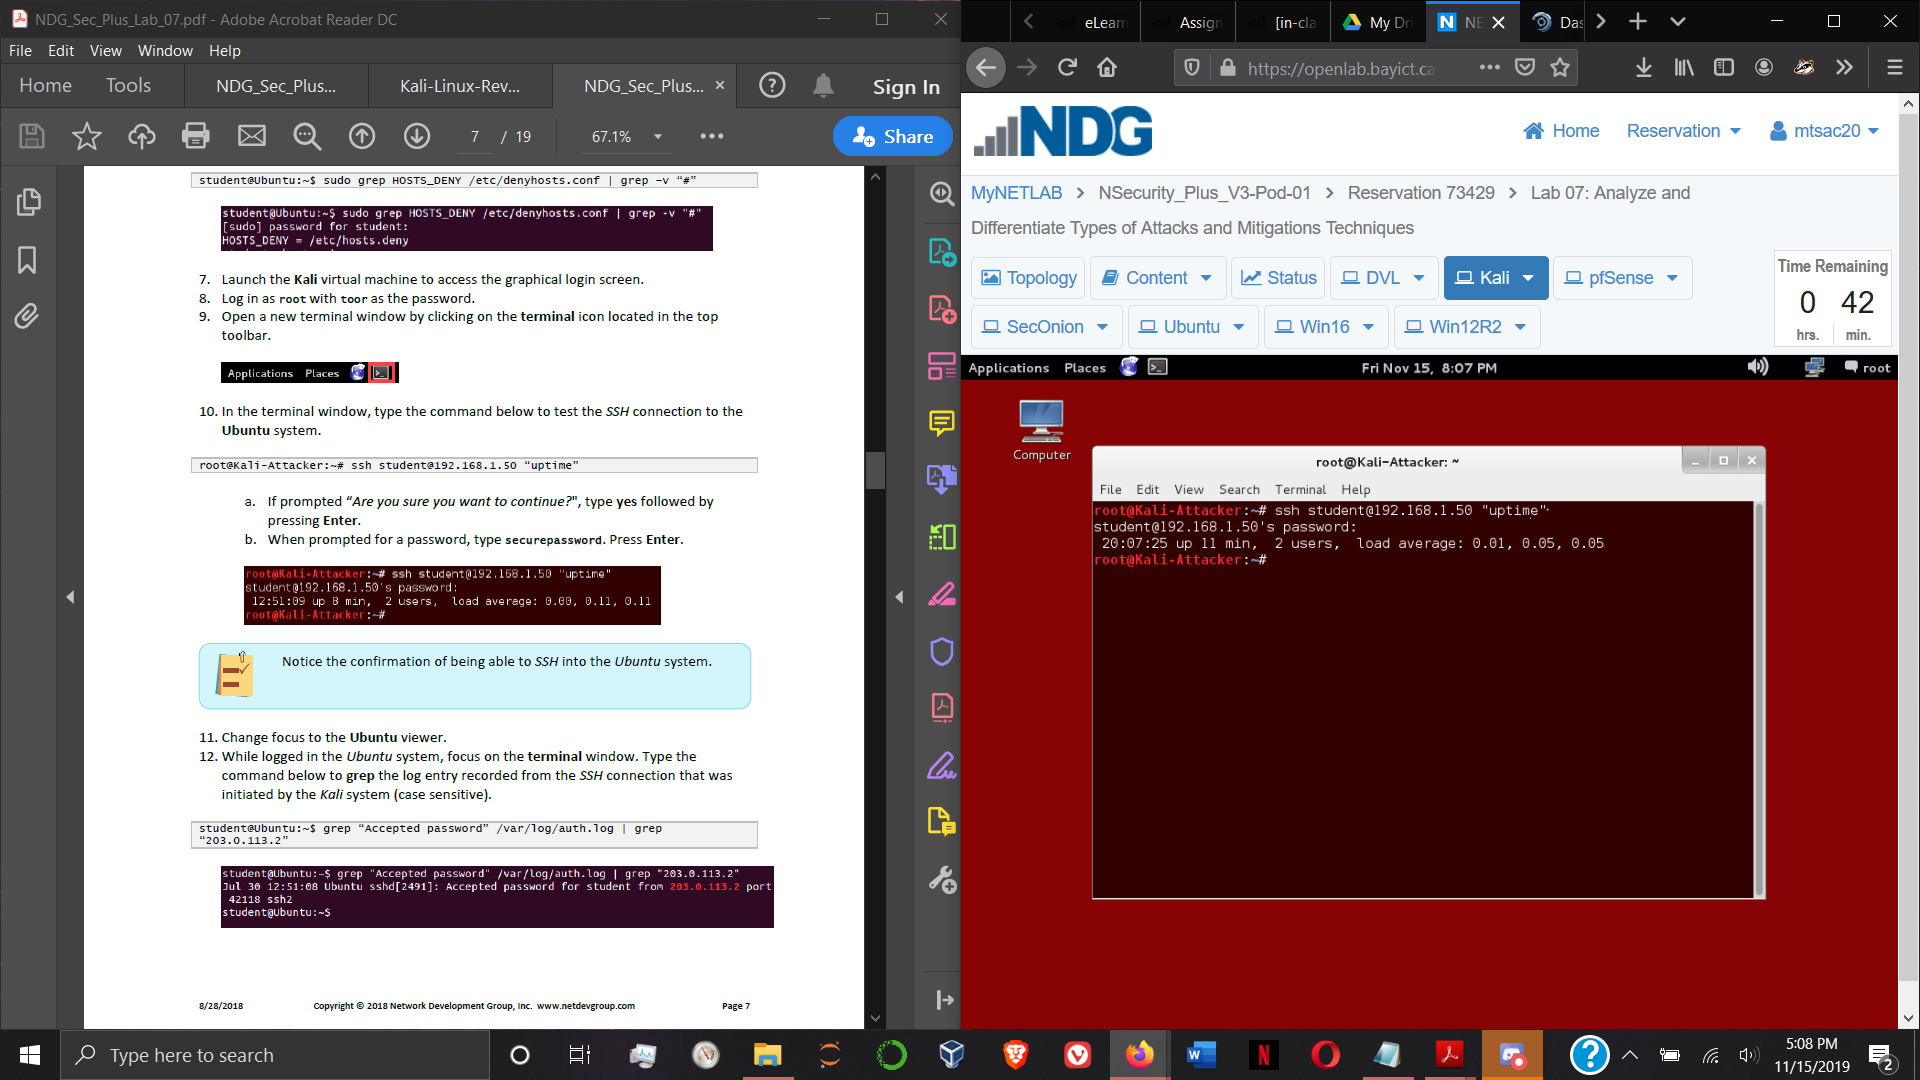 NDG_Sec_Plus_Lab_07.pdf - Adobe Acrobat Reader DC
File Edit View Window Help
Home Tools NDG_Sec_Plus... Kali-Linux-Rev... NDG_Sec_Plus... × Sign In
7 / 19 67.1% Share
student@Ubuntu:~$ sudo grep HOSTS_DENY /etc/denyhosts.conf | grep -v “#”
student@Ubuntu:~$ sudo grep HOSTS_DENY /etc/denyhosts.conf | grep -v "#"
[sudo] password for student:
HOSTS_DENY = /etc/hosts.deny
7. Launch the Kali virtual machine to access the graphical login screen.
8. Log in as root with toor as the password.
9. Open a new terminal window by clicking on the terminal icon located in the top
toolbar.
Applications Places
10. In the terminal window, type the command below to test the SSH connection to the
Ubuntu system.
root@Kali-Attacker:~# ssh student@192.168.1.50 “uptime”
a. If prompted “Are you sure you want to continue?", type yes followed by
pressing Enter.
b. When prompted for a password, type securepassword. Press Enter.
root@Kali-Attacker:~# ssh student@192.168.1.50 "uptime"
student@192.168.1.50's password:
12:51:09 up 8 min, 2 users, load average: 0.00, 0.11, 0.11
root@Kali-Attacker:~#
Notice the confirmation of being able to SSH into the Ubuntu system.
11. Change focus to the Ubuntu viewer.
12. While logged in the Ubuntu system, focus on the terminal window. Type the
command below to grep the log entry recorded from the SSH connection that was
initiated by the Kali system (case sensitive).
student@Ubuntu:~$ grep “Accepted password” /var/log/auth.log | grep
“203.0.113.2”
student@Ubuntu:~$ grep "Accepted password" /var/log/auth.log | grep "203.0.113.2"
Jul 30 12:51:08 Ubuntu sshd[2491]: Accepted password for student from 203.0.113.2 port
42118 ssh2
student@Ubuntu:~$
8/28/2018 Copyright © 2018 Network Development Group, Inc. www.netdevgroup.com Page 7
eLearn Assign [in-cla My Dr NE Das
https://openlab.bayict.ca
NDG
Home Reservation mtsac20
MyNETLAB > NSecurity_Plus_V3-Pod-01 > Reservation 73429 > Lab 07: Analyze and
Differentiate Types of Attacks and Mitigations Techniques
Topology Content Status DVL Kali pfSense
SecOnion Ubuntu Win16 Win12R2
Time Remaining
0 42
hrs. min.
Applications Places Fri Nov 15, 8:07 PM root
Computer
root@Kali-Attacker: ~
File Edit View Search Terminal Help
root@Kali-Attacker:~# ssh student@192.168.1.50 "uptime"
student@192.168.1.50's password:
20:07:25 up 11 min, 2 users, load average: 0.01, 0.05, 0.05
root@Kali-Attacker:~#
Type here to search
5:08 PM
11/15/2019
2